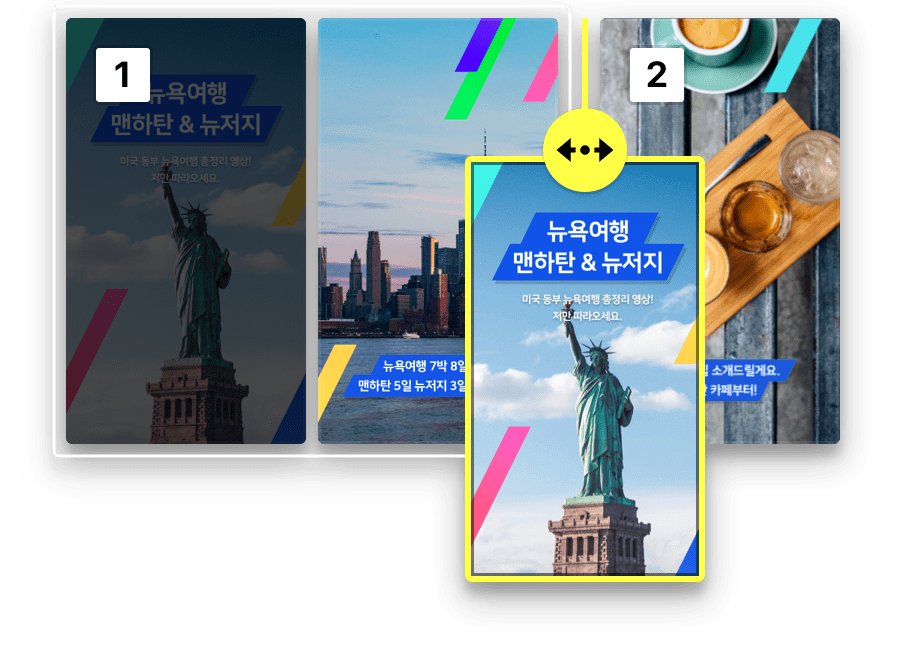 1
뉴욕여행
맨하탄 & 뉴저지
미국 동부 뉴욕여행 총정리 영상!
저만 따라오세요.
뉴욕여행 7박 8일
맨하탄 5일 뉴저지 3일
2
소개드릴게요.
카페부터!
뉴욕여행
맨하탄 & 뉴저지
미국 동부 뉴욕여행 총정리 영상!
저만 따라오세요.